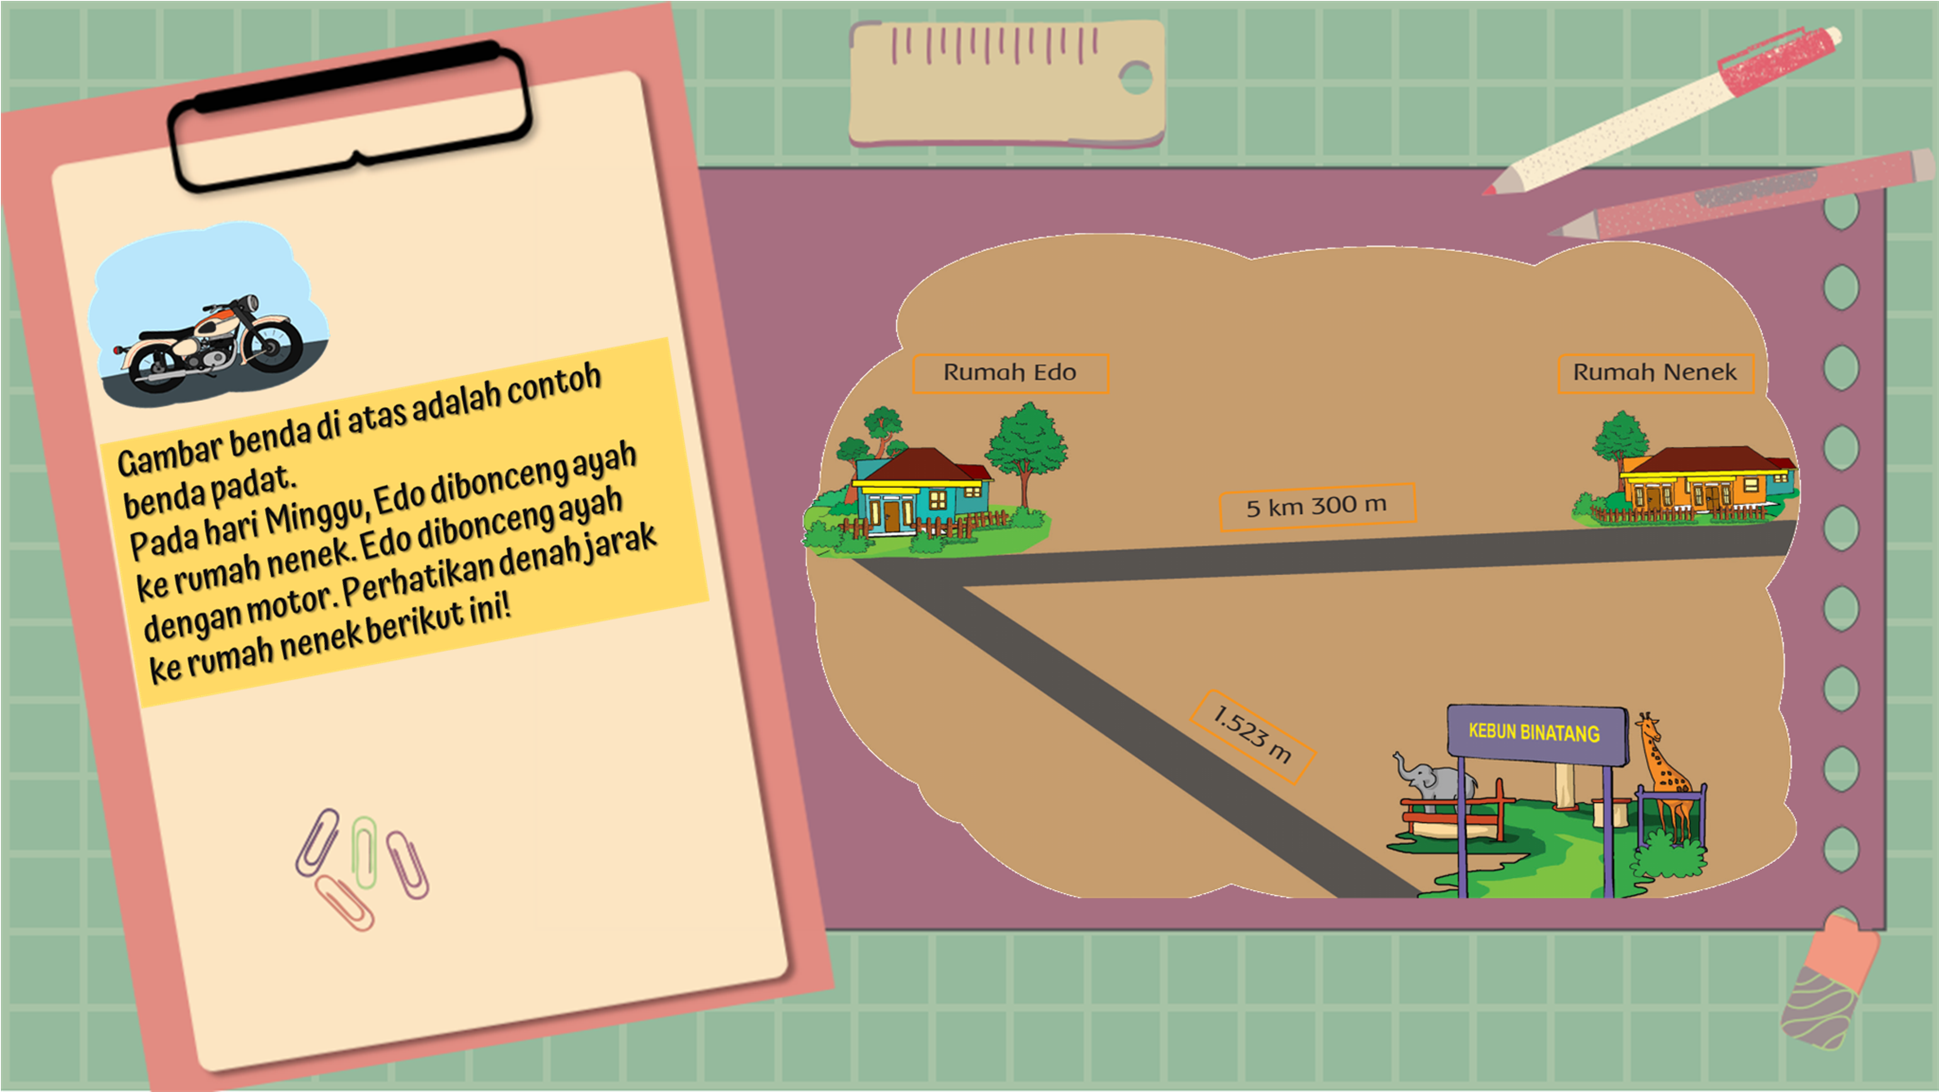 Gambar benda di atas adalah contoh
benda padat.
Pada hari Minggu, Edo dibonceng ayah
ke rumah nenek. Edo dibonceng ayah
dengan motor. Perhatikan denah jarak
ke rumah nenek berikut ini!
Rumah Edo
Rumah Nenek
5 km 300 m
1.523 m
KEBUN BINATANG